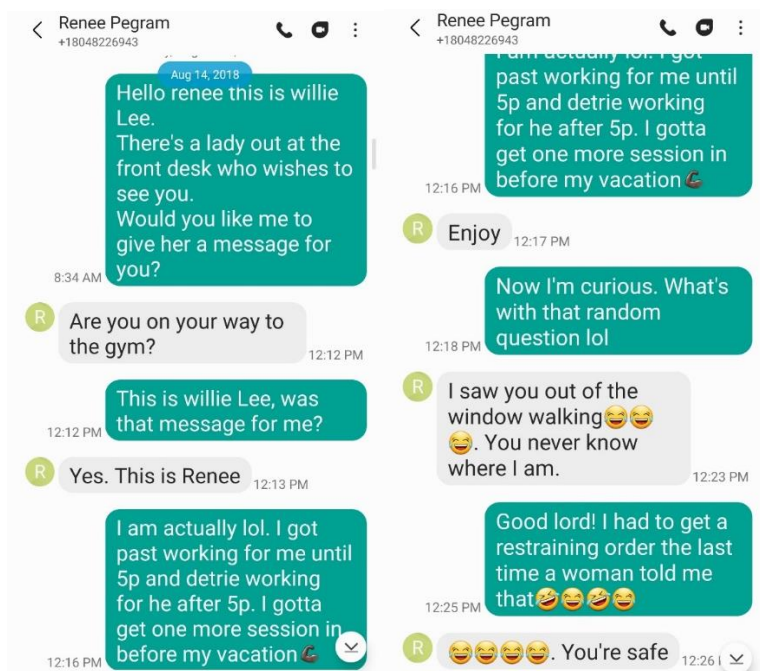 Renee Pegram
+18048226943
Aug 14, 2018
Hello renee this is willie
Lee.
There's a lady out at the
front desk who wishes to
see you.
Would you like me to
give her a message for
you?
8:34 AM
R
Are you on your way to
the gym?
12:12 PM
This is willie Lee, was
that message for me?
12:12 PM
R
Yes. This is Renee
12:13 PM
I am actually lol. I got
past working for me until
5p and detrie working
for he after 5p. I gotta
get one more session in
before my vacation💪🏿
12:16 PM
Renee Pegram
+18048226943
I am actually lol. I got
past working for me until
5p and detrie working
for he after 5p. I gotta
get one more session in
before my vacation💪🏿
12:16 PM
R
Enjoy
12:17 PM
Now I'm curious. What's
with that random
question lol
12:18 PM
R
I saw you out of the
window walking😂😂
😂. You never know
where I am.
12:23 PM
Good lord! I had to get a
restraining order the last
time a woman told me
that🤣😂🤣😂
12:25 PM
R
😂😂😂😂. You're safe
12:26